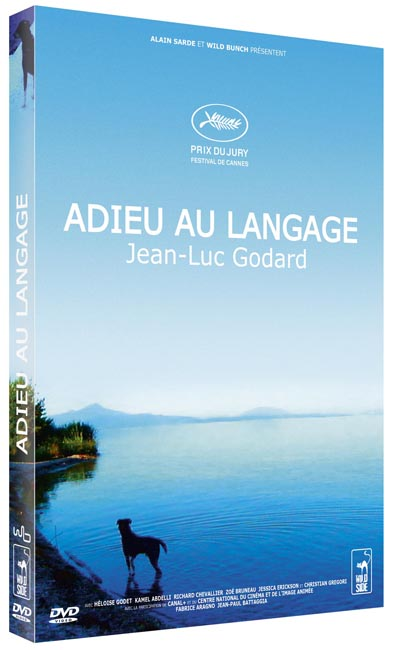 ALAIN SARDE ET WILD BUNCH PRÉSENTENT
PRIX DU JURY
FESTIVAL DE CANNES
ADIEU AU LANGAGE
Jean-Luc Godard
ADIEU AU LANGAGE
WILD SIDE
DVD
DVD
VIDEO
AVEC HÉLOISE GODET KAMEL ABDELLI RICHARD CHEVALLIER ZOÉ BRUNEAU JESSICA ERICKSON ET CHRISTIAN GREGORI
AVEC LA PARTICIPATION DE CANAL+ ET DU CENTRE NATIONAL DU CINÉMA ET DE L'IMAGE ANIMÉE
FABRICE ARAGNO JEAN-PAUL BATTAGGIA
WILD SIDE